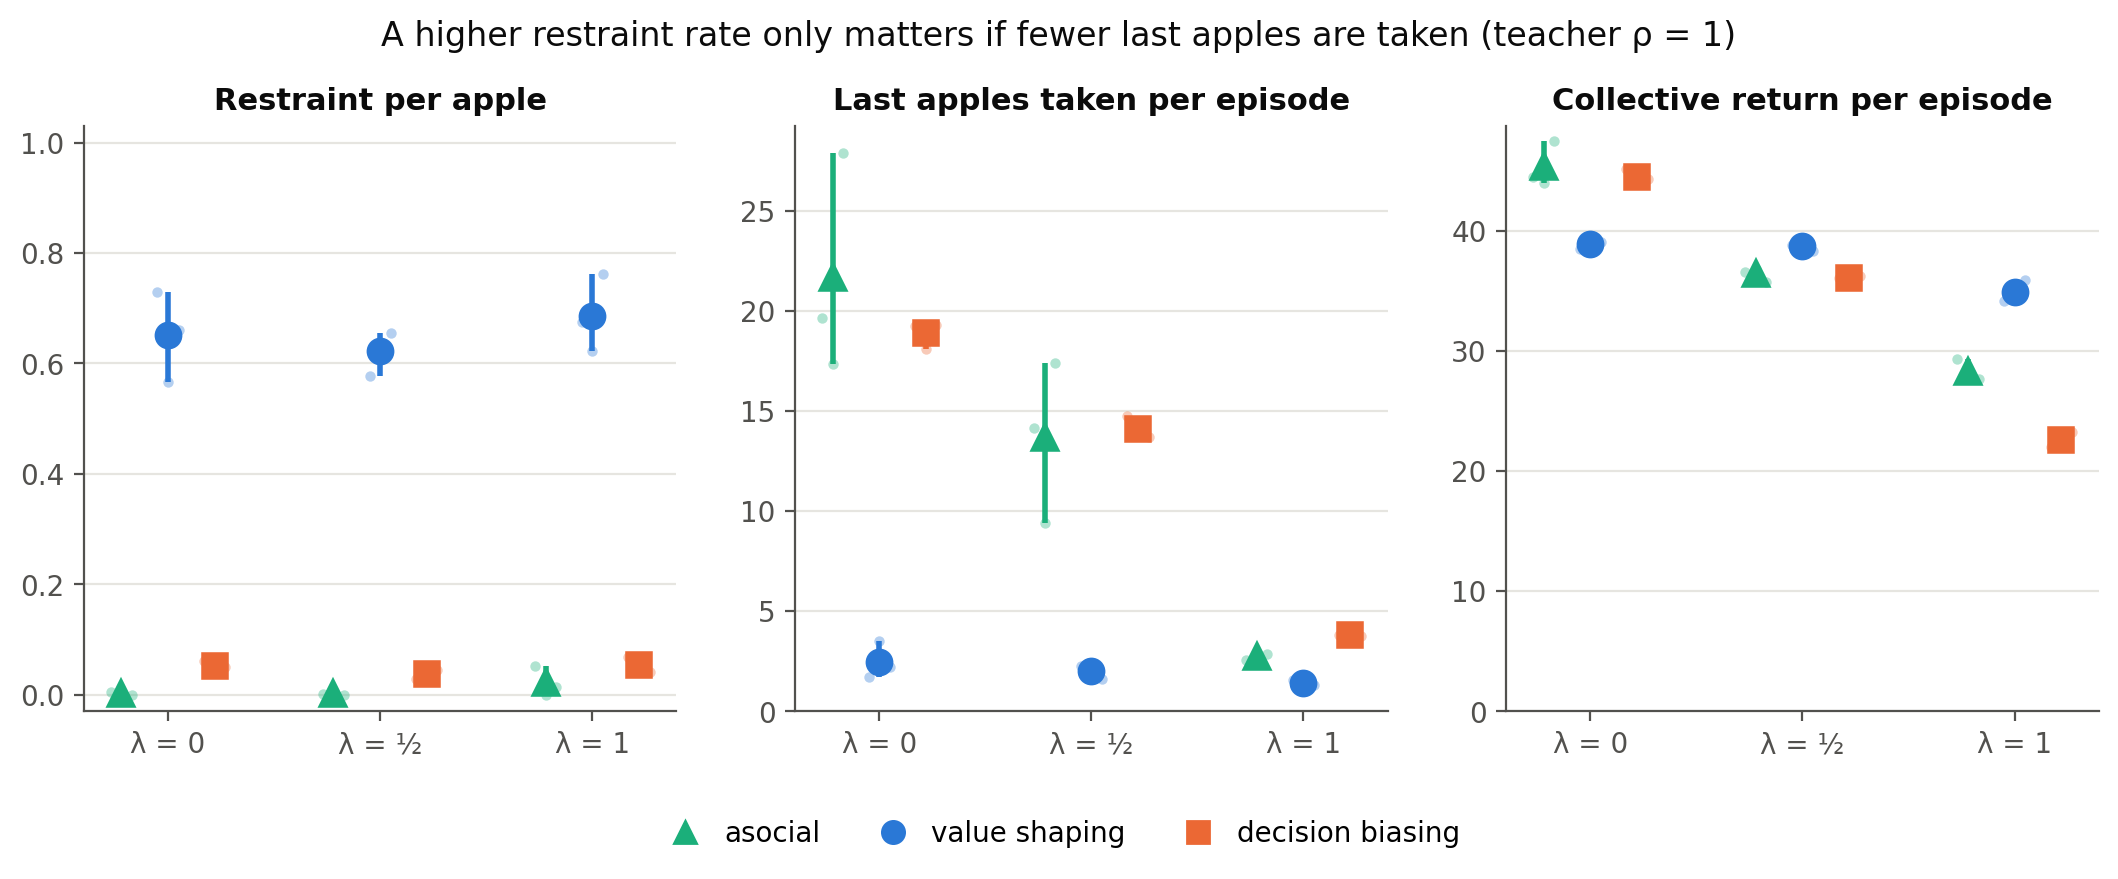 A higher restraint rate only matters if fewer last apples are taken (teacher ρ = 1)
Restraint per apple
1.0
0.8
0.6
0.4
0.2
0.0
λ = 0
λ = ½
λ = 1
Last apples taken per episode
25
20
15
10
5
0
λ = 0
λ = ½
λ = 1
Collective return per episode
40
30
20
10
0
λ = 0
λ = ½
λ = 1
asocial
value shaping
decision biasing